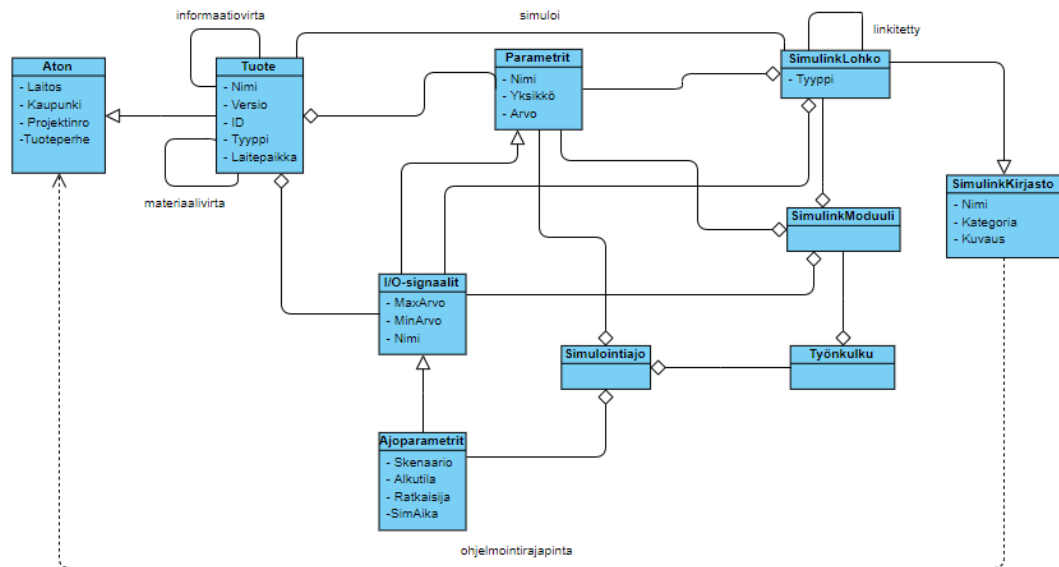 informaatiovirta
simuloi
linkitetty
Aton
- Laitos
- Kaupunki
- Projektinro
-Tuoteperhe
Tuote
- Nimi
- Versio
- ID
- Tyyppi
- Laitepaikka
materiaalivirta
Parametrit
- Nimi
- Yksikkö
- Arvo
SimulinkLohko
- Tyyppi
SimulinkKirjasto
- Nimi
- Kategoria
- Kuvaus
SimulinkModuuli
I/O-signaalit
- MaxArvo
- MinArvo
- Nimi
Simulointiajo
Työnkulku
Ajoparametrit
- Skenaario
- Alkutila
- Ratkaisija
-SimAika
ohjelmointirajapinta